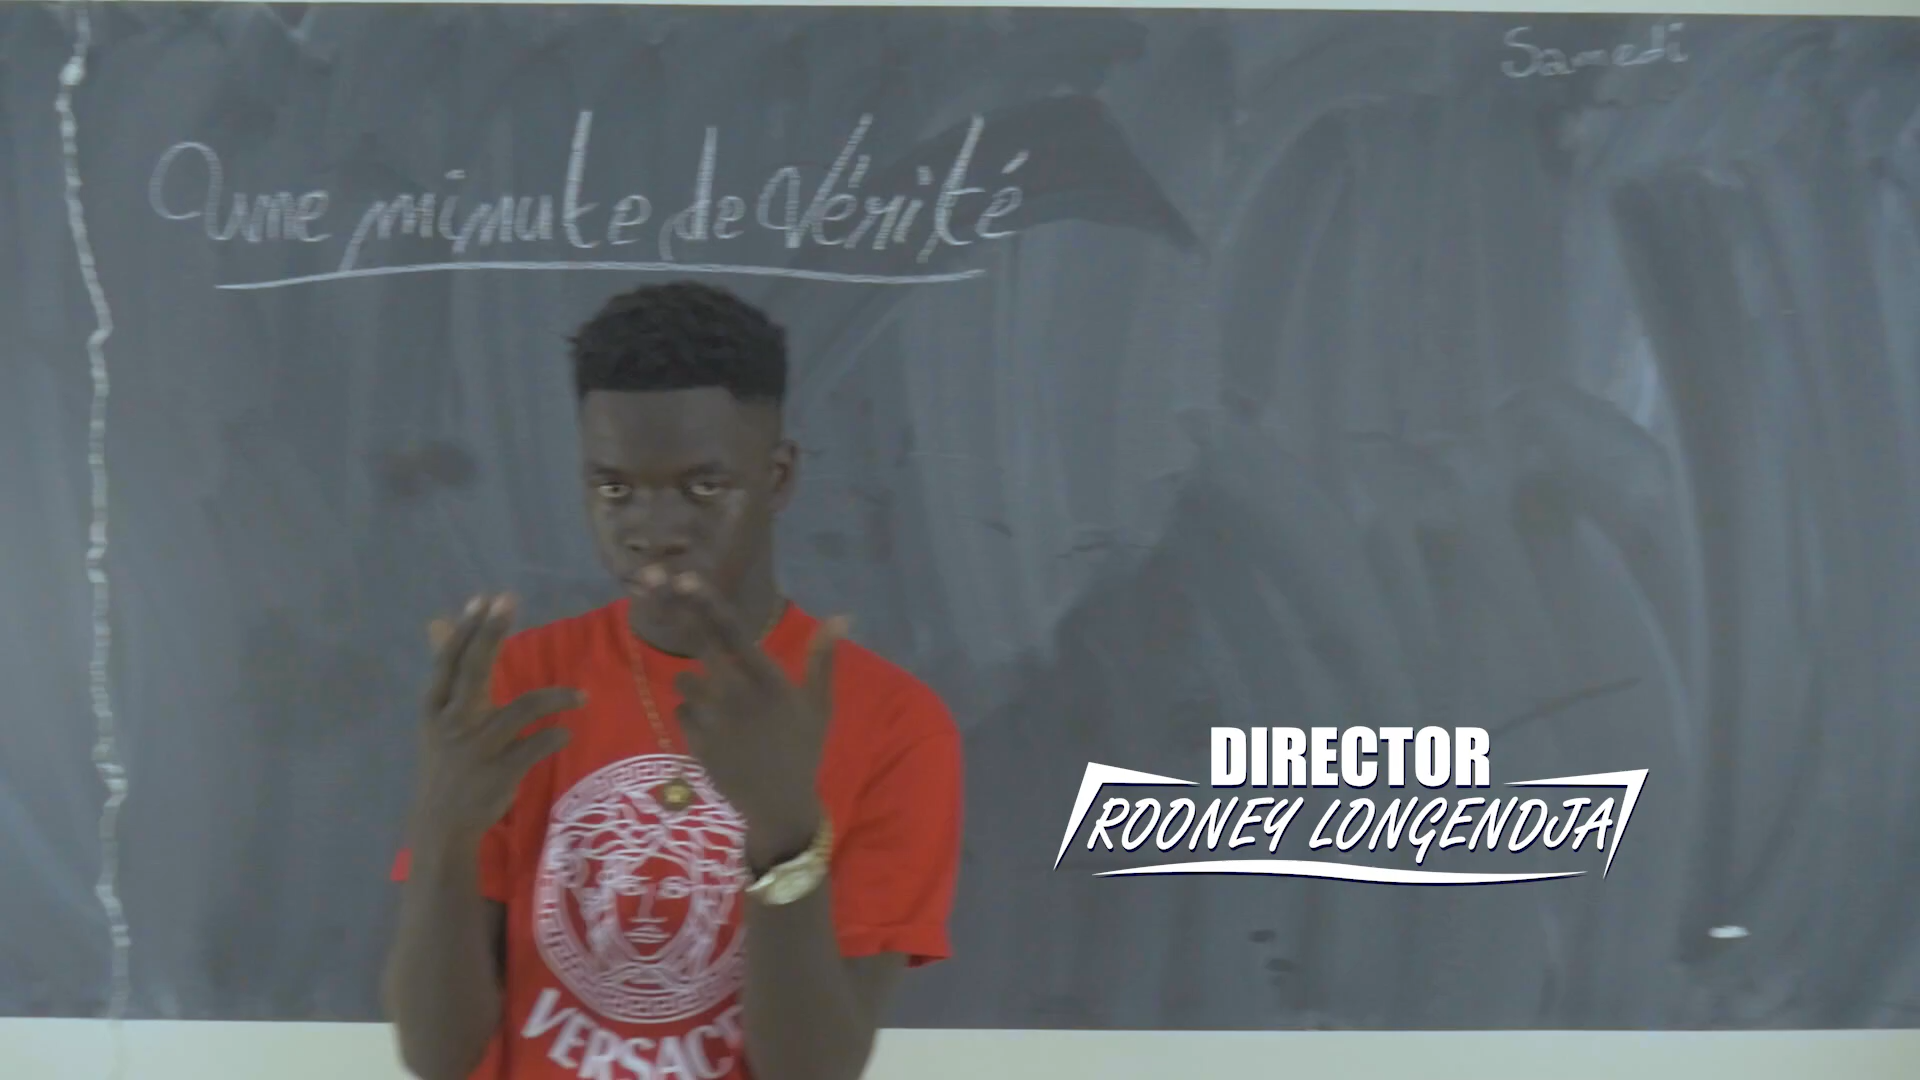 Samedi
Une minute de Vérité
DIRECTOR
ROONEY LONGENDJA
VERSACE